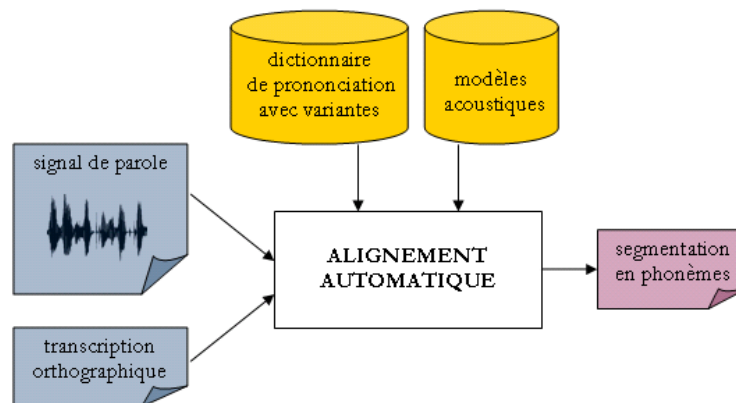 dictionnaire
de prononciation
avec variantes
modèles
acoustiques
signal de parole
ALIGNEMENT
AUTOMATIQUE
segmentation
en phonèmes
transcription
orthographique